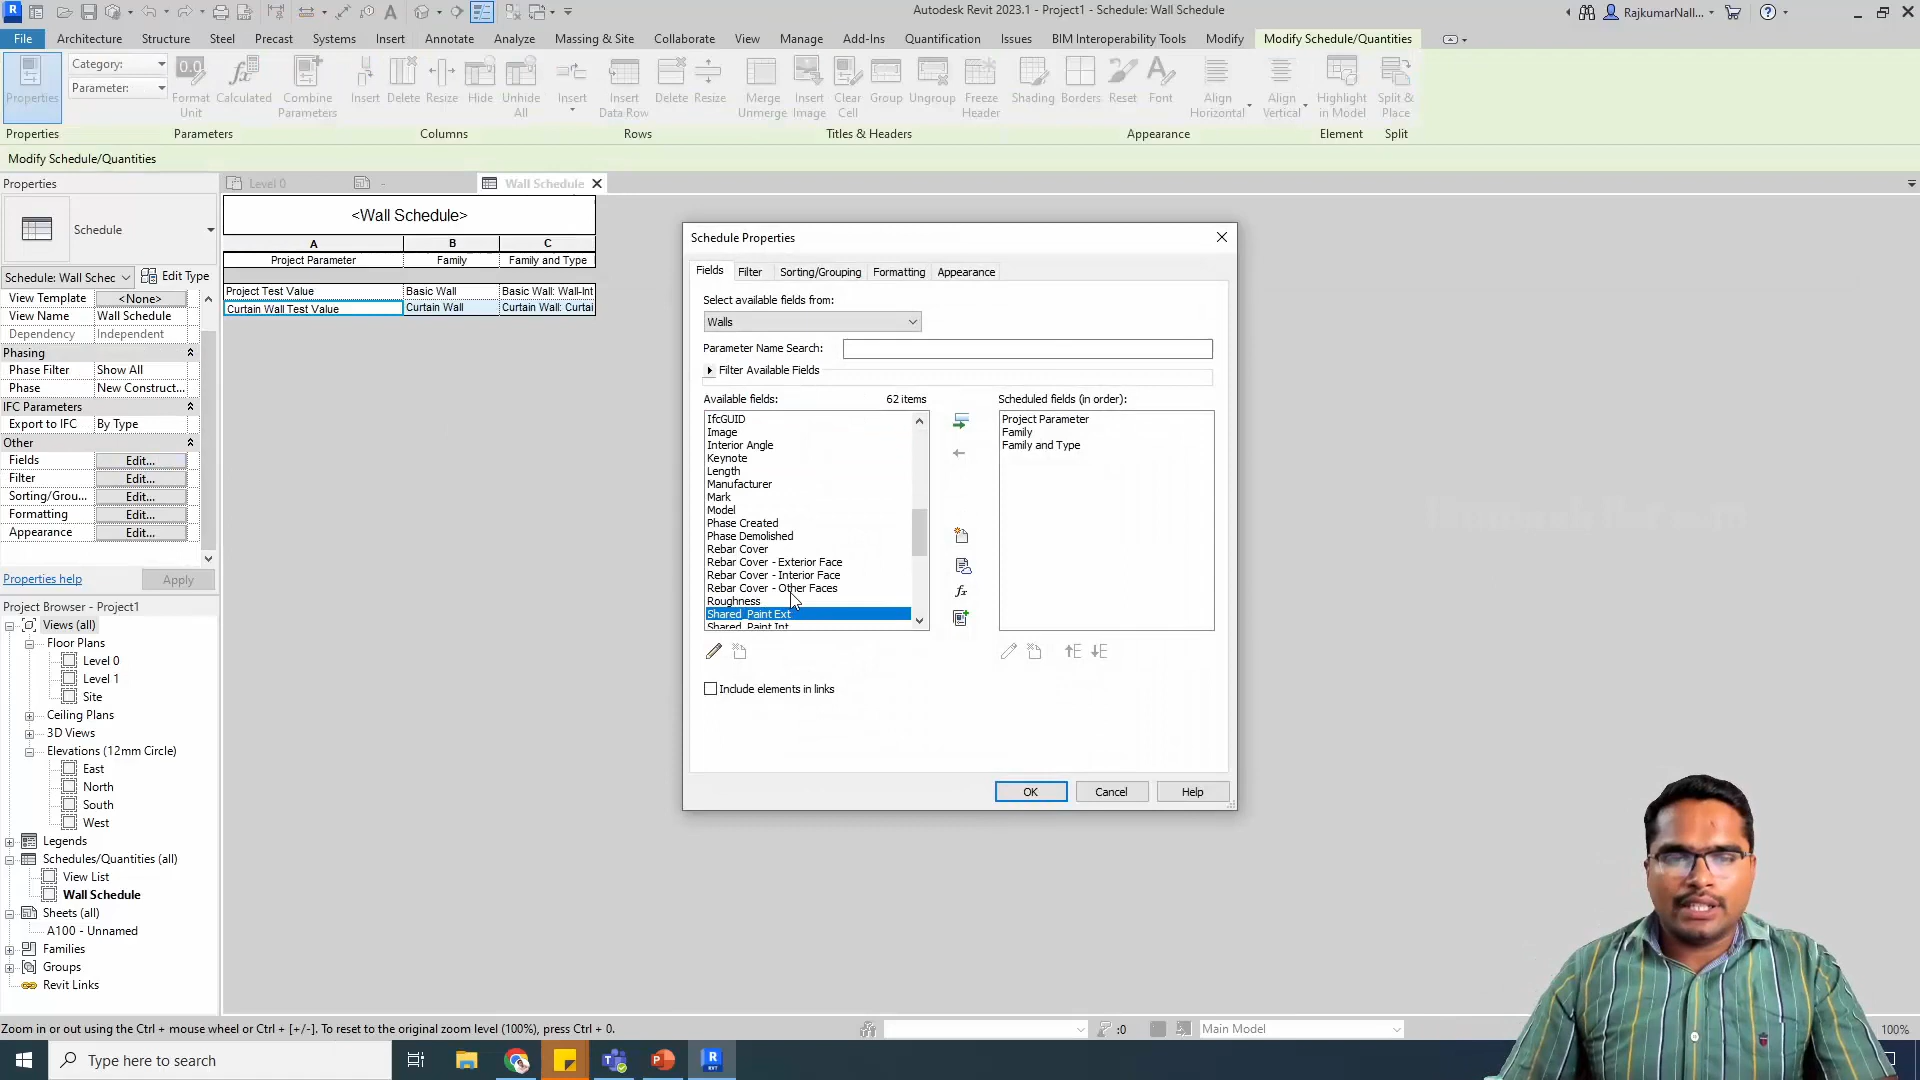 Autodesk Revit 2023.1 - Project1 - Schedule: Wall Schedule
RajkumarNall...
File Architecture Structure Steel Precast Systems Insert Annotate Analyze Massing & Site Collaborate View Manage Add-Ins Quantification Issues BIM Interoperability Tools Modify Modify Schedule/Quantities
Category:
Parameter:
Properties
Format Unit
Calculated
Combine Parameters
Insert Delete Resize Hide Unhide All
Insert
Insert Data Row
Delete Resize
Merge Unmerge
Insert Image
Clear Cell
Group Ungroup
Freeze Header
Shading Borders Reset Font
Align Horizontal
Align Vertical
Highlight in Model
Split & Place
Properties Parameters Columns Rows Titles & Headers Appearance Element Split
Modify Schedule/Quantities
Properties
Level 0
-
Wall Schedule
Schedule
Schedule: Wall Schec
Edit Type
View Template <None>
View Name Wall Schedule
Dependency Independent
Phasing
Phase Filter Show All
Phase New Construct...
IFC Parameters
Export to IFC By Type
Other
Fields Edit...
Filter Edit...
Sorting/Grou... Edit...
Formatting Edit...
Appearance Edit...
Properties help
Apply
Project Browser - Project1
Views (all)
Floor Plans
Level 0
Level 1
Site
Ceiling Plans
3D Views
Elevations (12mm Circle)
East
North
South
West
Legends
Schedules/Quantities (all)
View List
Wall Schedule
Sheets (all)
A100 - Unnamed
Families
Groups
Revit Links
<Wall Schedule>
A B C
Project Parameter Family Family and Type
Project Test Value Basic Wall Basic Wall: Wall-Int
Curtain Wall Test Value Curtain Wall Curtain Wall: Curtai
Schedule Properties
Fields Filter Sorting/Grouping Formatting Appearance
Select available fields from:
Walls
Parameter Name Search:
Filter Available Fields
Available fields: 62 items
IfcGUID
Image
Interior Angle
Keynote
Length
Manufacturer
Mark
Model
Phase Created
Phase Demolished
Rebar Cover
Rebar Cover - Exterior Face
Rebar Cover - Interior Face
Rebar Cover - Other Faces
Roughness
Shared_Paint Ext
Shared_Paint Int
Scheduled fields (in order):
Project Parameter
Family
Family and Type
Include elements in links
OK Cancel Help
Zoom in or out using the Ctrl + mouse wheel or Ctrl + [+/-]. To reset to the original zoom level (100%), press Ctrl + 0.
:0
Main Model
100%
Type here to search